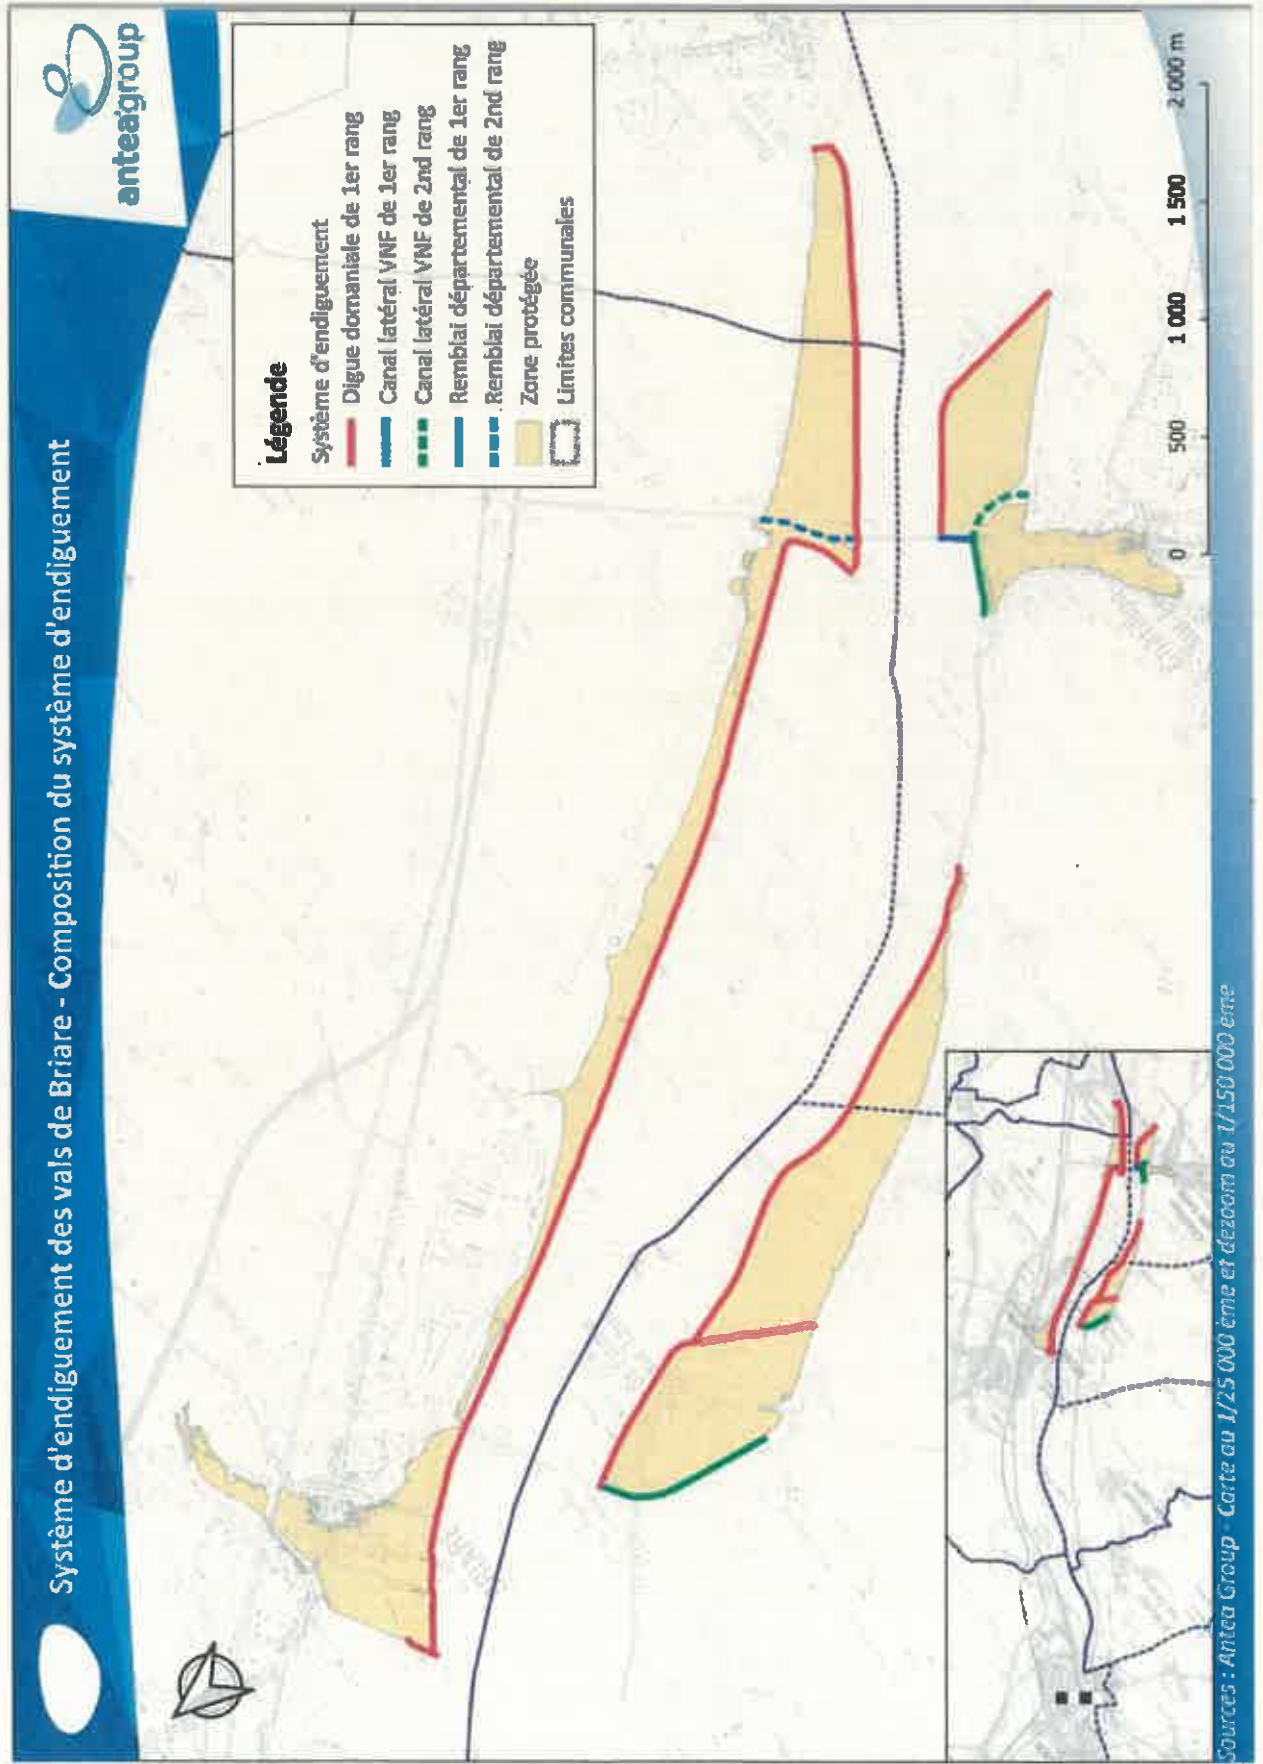 Système d'endiguement des vals de Briare - Composition du système d'endiguement
anteagroup
Légende
Système d'endiguement
Digue domaniale de 1er rang
Canal latéral VNF de 1er rang
Canal latéral VNF de 2nd rang
Remblai départemental de 1er rang
Remblai départemental de 2nd rang
Zone protégée
Limites communales
0 500 1 000 1 500 2 000 m
Sources : Antea Group - Carte au 1/25 000 ème et dezoom au 1/150 000 ème